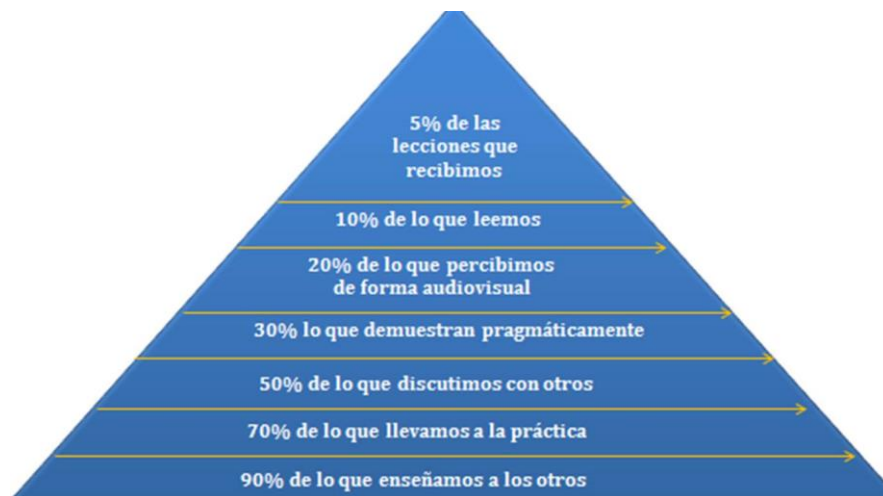 5% de las
lecciones que
recibimos
10% de lo que leemos
20% de lo que percibimos
de forma audiovisual
30% lo que demuestran pragmáticamente
50% de lo que discutimos con otros
70% de lo que llevamos a la práctica
90% de lo que enseñamos a los otros